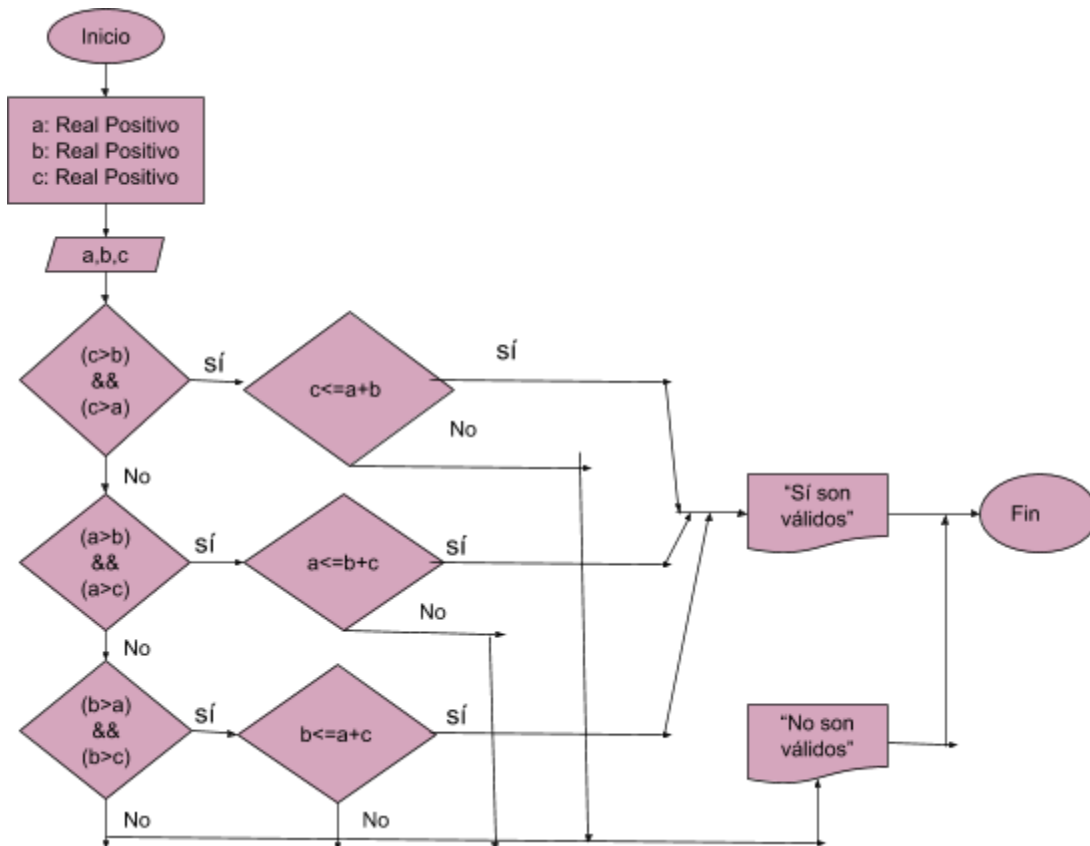 Inicio
a: Real Positivo
b: Real Positivo
c: Real Positivo
a,b,c
(c>b)
&&
(c>a)
sí
c<=a+b
sí
No
No
(a>b)
&&
(a>c)
sí
a<=b+c
sí
No
No
(b>a)
&&
(b>c)
sí
b<=a+c
sí
No
No
“Sí son
válidos”
Fin
“No son
válidos”